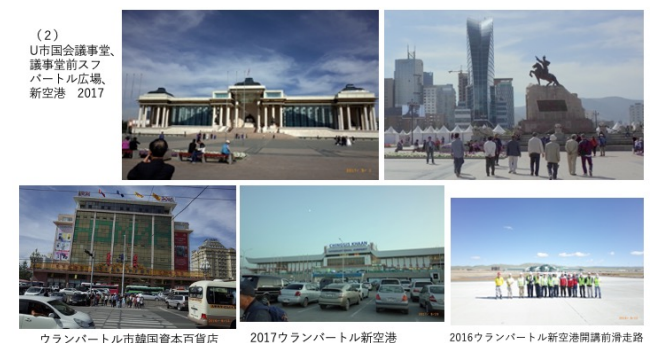 （2）
U市国会議事堂、
議事堂前スフ
バートル広場、
新空港　2017
ウランバートル市韓国資本百貨店
2017ウランバートル新空港
2016ウランバートル新空港開講前滑走路